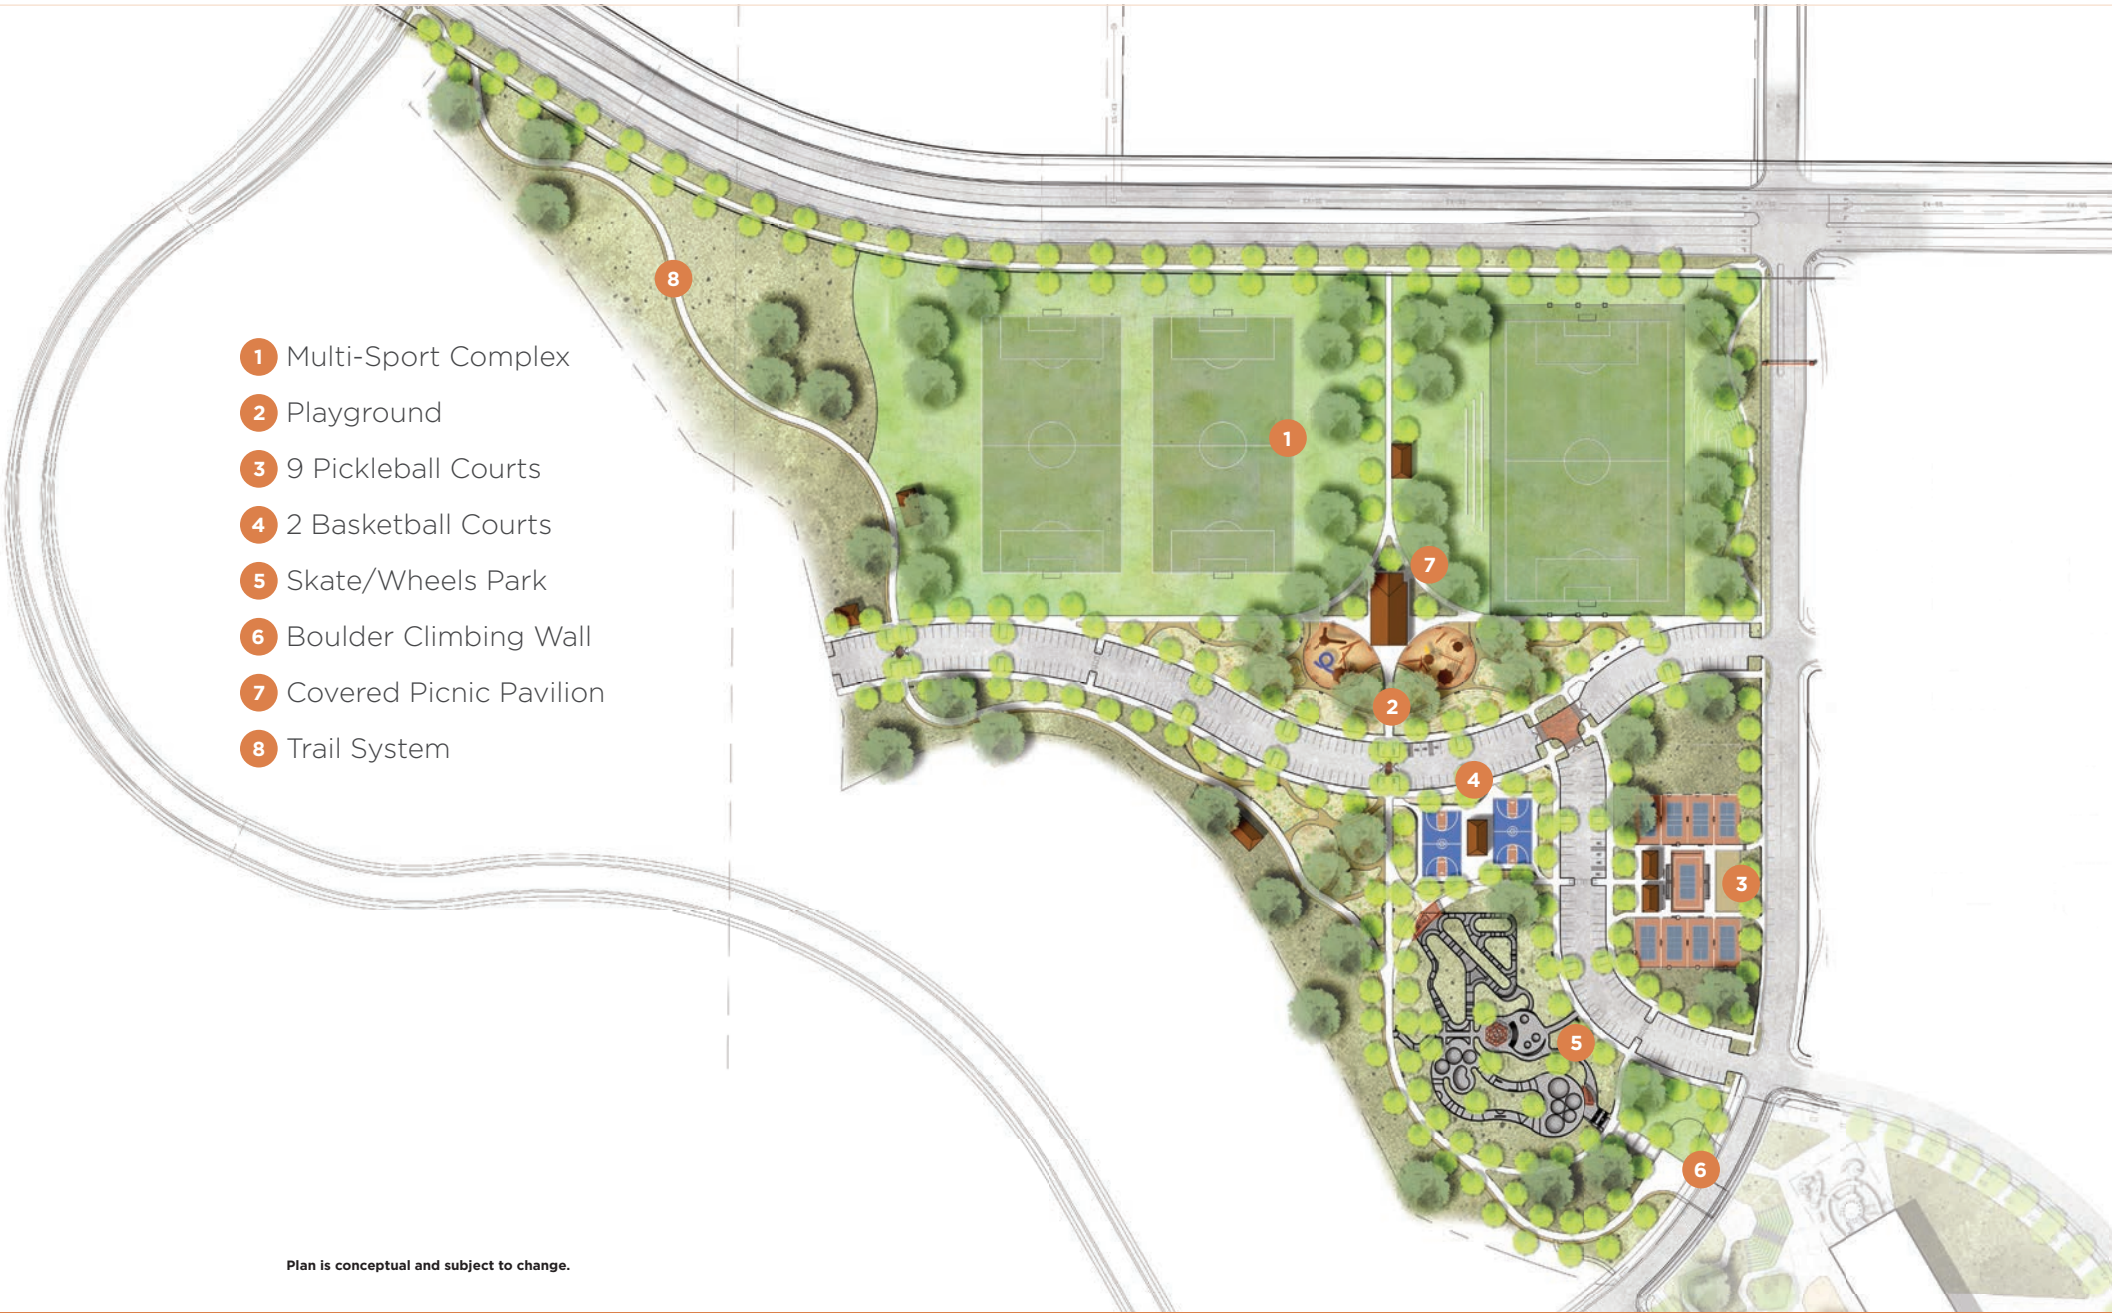 1 Multi-Sport Complex
2 Playground
3 9 Pickleball Courts
4 2 Basketball Courts
5 Skate/Wheels Park
6 Boulder Climbing Wall
7 Covered Picnic Pavilion
8 Trail System
8
1
7
2
4
3
5
6
Plan is conceptual and subject to change.